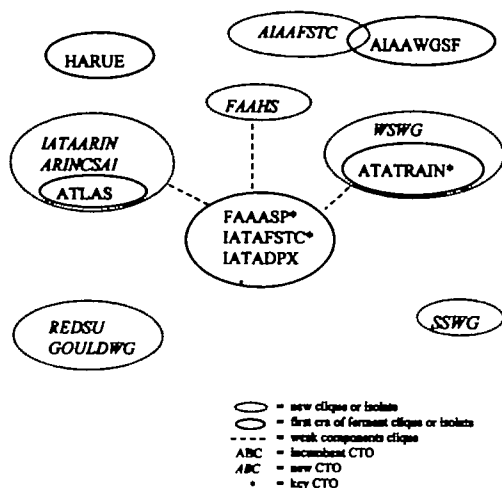 AIAAFSTC
AIAAWGSF
HARUE
FAAHS
IATAARIN
ARINCSAI
ATLAS
WSWG
ATATRAIN*
FAAASP*
IATAFSTC*
IATADPX
REDSU
GOULDWG
SSWG
= new clique or isolate
= first era of ferment clique or isolate
---- = weak components clique
ABC = incumbent CTO
ABC = new CTO
* = key CTO